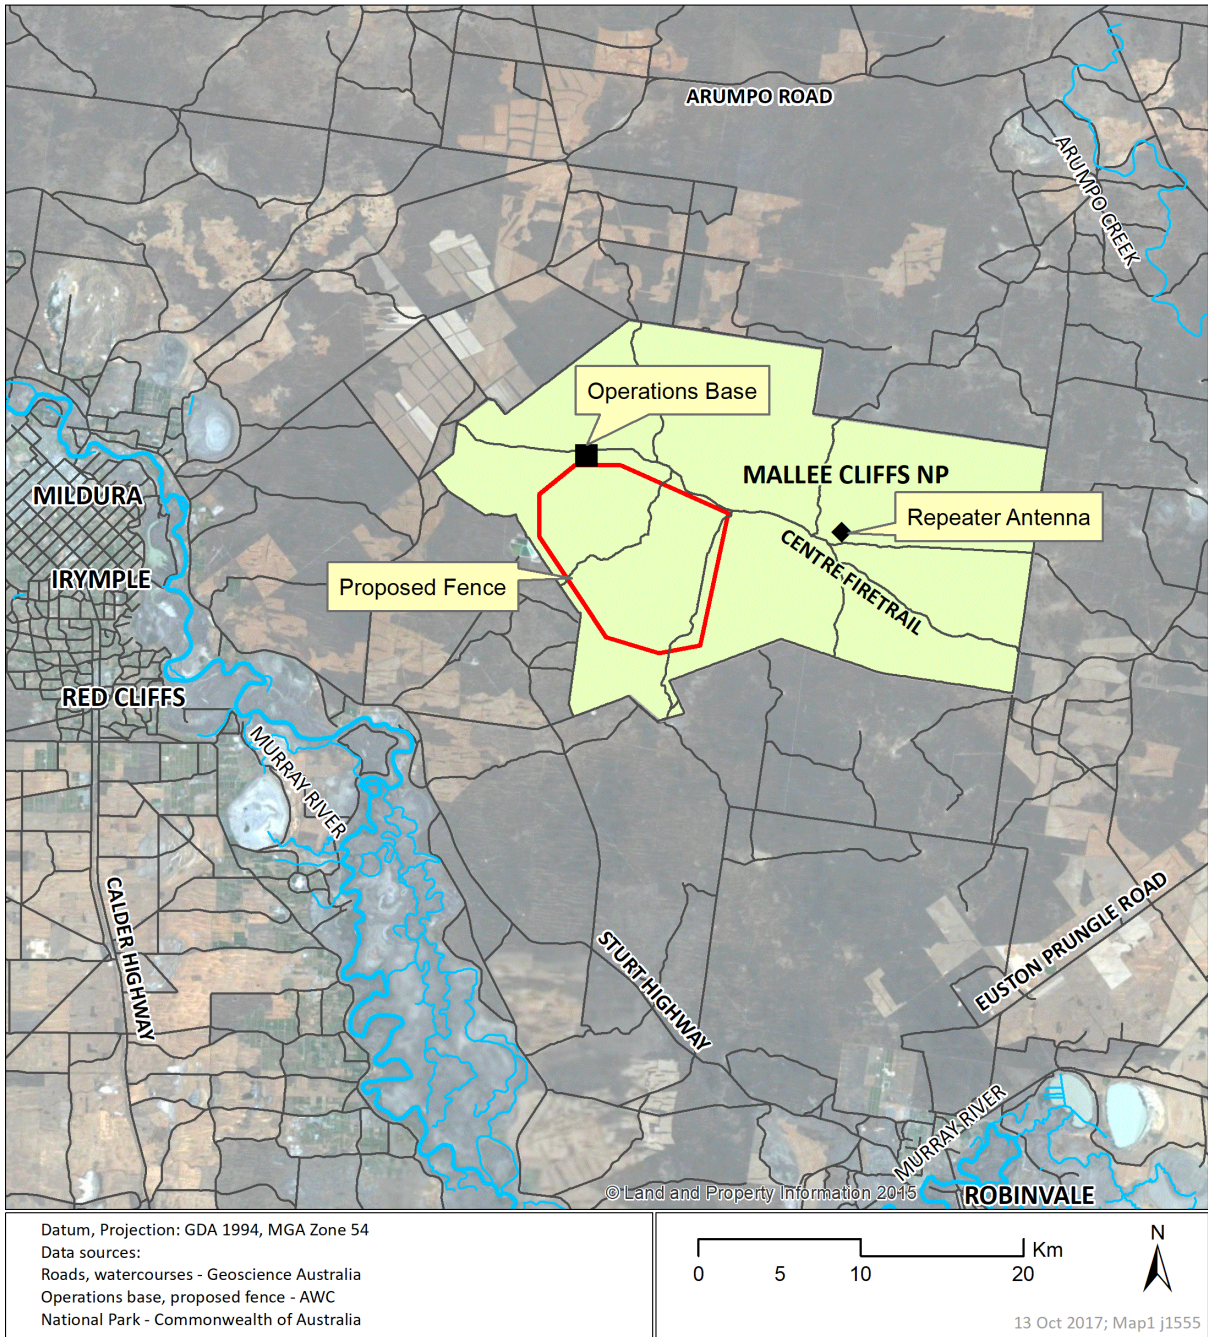 ARUMPO ROAD
ARUMPO CREEK
Operations Base
MALLEE CLIFFS NP
MILDURA
Repeater Antenna
CENTRE FIRETRAIL
IRYMPLE
Proposed Fence
RED CLIFFS
MURRAY RIVER
CALDER HIGHWAY
STURT HIGHWAY
EUSTON PRUNGLE ROAD
MURRAY RIVER
© Land and Property Information 2015
ROBINVALE
Datum, Projection: GDA 1994, MGA Zone 54
Data sources:
Roads, watercourses - Geoscience Australia
Operations base, proposed fence - AWC
National Park - Commonwealth of Australia
Km
0 5 10 20
N
13 Oct 2017; Map1 j1555